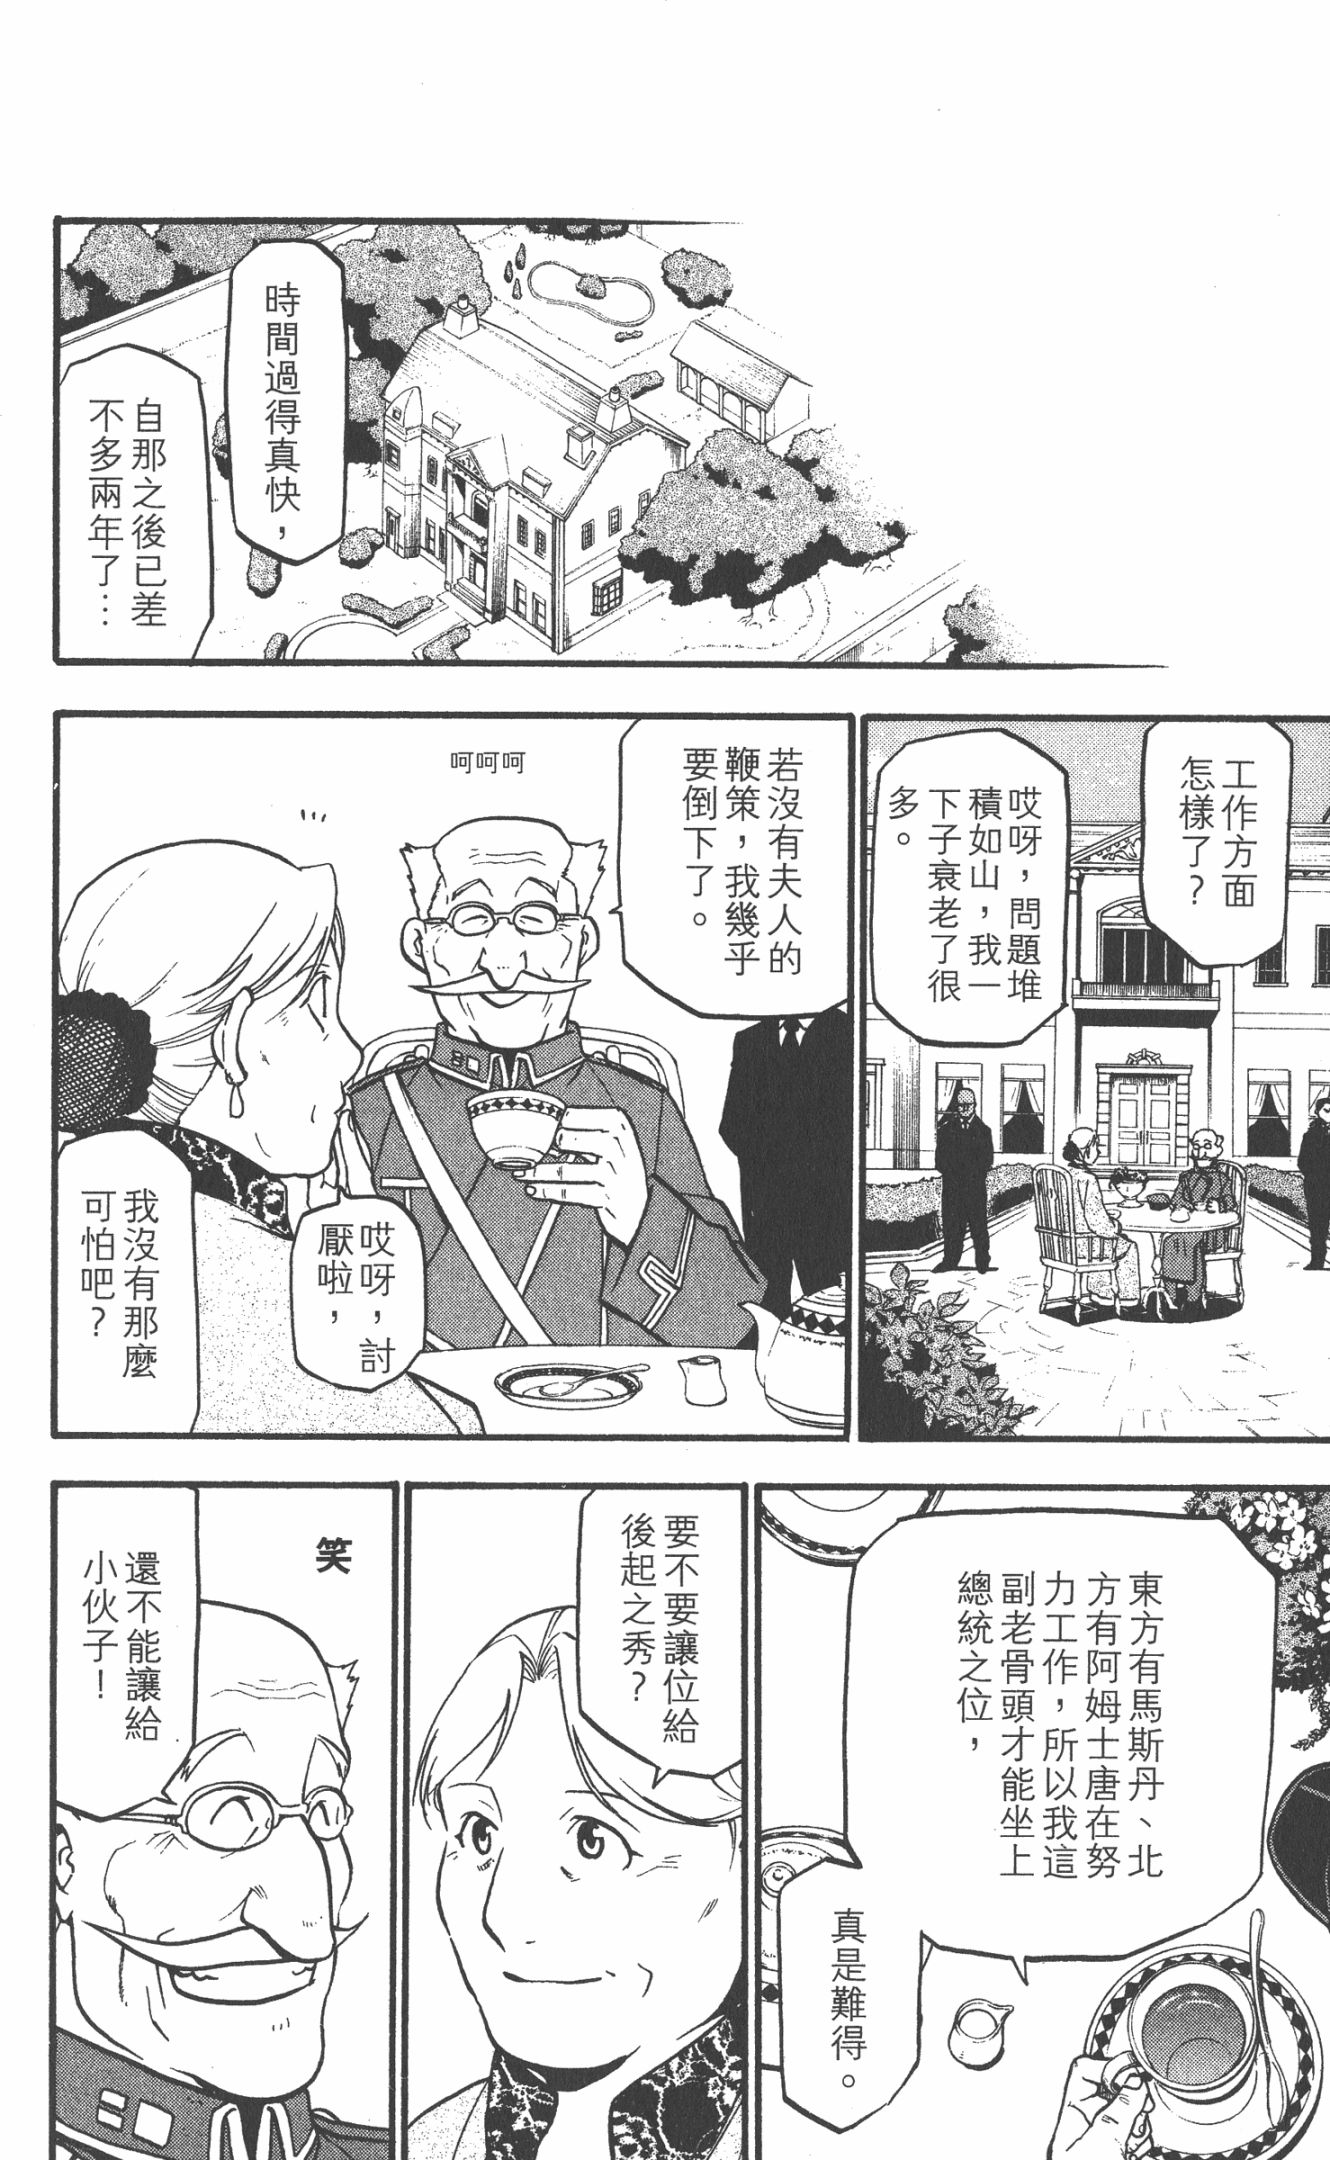 時間過得真快，
自那之後已差
不多兩年了…
工作方面
怎樣了？
哎呀，問題堆
積如山，我一
下子衰老了很
多。
若沒有夫人的
鞭策，我幾乎
要倒下了。
呵呵呵
哎呀，討
厭啦，
我沒有那麼
可怕吧？
東方有馬斯丹、北
方有阿姆士唐在努
力工作，所以我這
副老骨頭才能坐上
總統之位，
真是難得。
要不要讓位給
後起之秀？
笑
還不能讓給
小伙子！